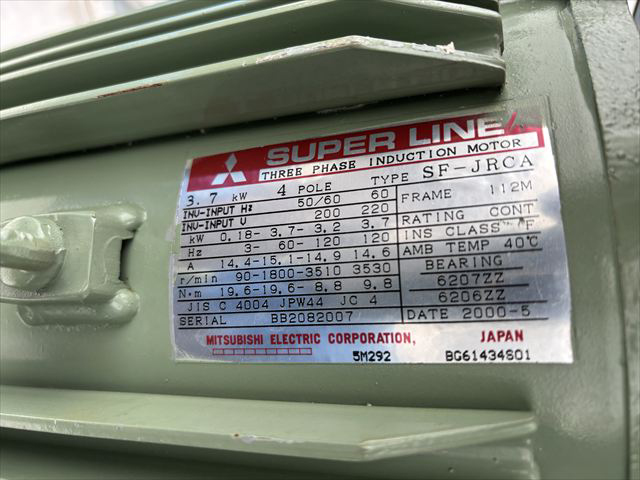 SUPER LINE
THREE PHASE INDUCTION MOTOR
3.7 kW 4 POLE TYPE SF-JRCA
INV-INPUT Hz 50/60 60 FRAME 112M
INV-INPUT V 200 220 RATING CONT
kW 0.18- 3.7- 3.2 3.7 INS CLASS F
Hz 3- 60-120 120 AMB TEMP 40℃
A 14.4-15.1-14.9 14.6 BEARING
r/min 90-1800-3510 3530 6207ZZ
N·m 19.6-19.6- 8.8 9.8 6206ZZ
JIS C 4004 JPW44 JC 4 DATE 2000-5
SERIAL BB2082007
MITSUBISHI ELECTRIC CORPORATION, JAPAN
5M292 BG61434801